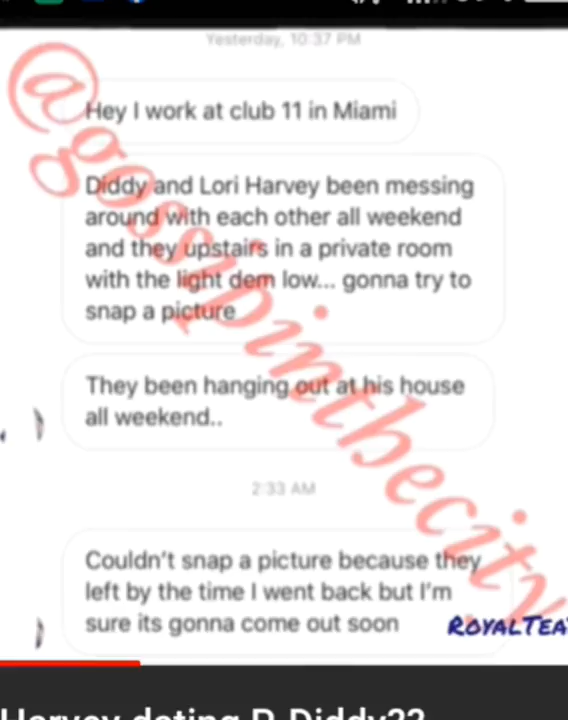 Yesterday, 10:37 PM
Hey I work at club 11 in Miami
Diddy and Lori Harvey been messing
around with each other all weekend
and they upstairs in a private room
with the light dem low... gonna try to
snap a picture
They been hanging out at his house
all weekend..
2:33 AM
Couldn't snap a picture because they
left by the time I went back but I'm
sure its gonna come out soon
@gossipinthecity
ROYALTEA
Harvey dating P Diddy??